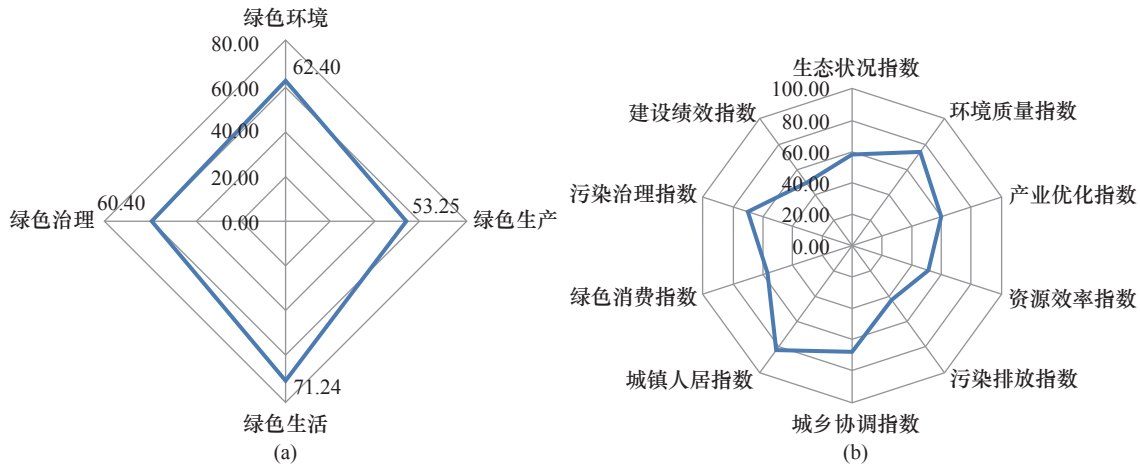 绿色环境
80.00
62.40
60.00
40.00
20.00
60.40
绿色治理
0.00
53.25
绿色生产
71.24
绿色生活
(a)
生态状况指数
100.00
建设绩效指数
环境质量指数
80.00
60.00
污染治理指数
产业优化指数
40.00
20.00
0.00
绿色消费指数
资源效率指数
城镇人居指数
污染排放指数
城乡协调指数
(b)